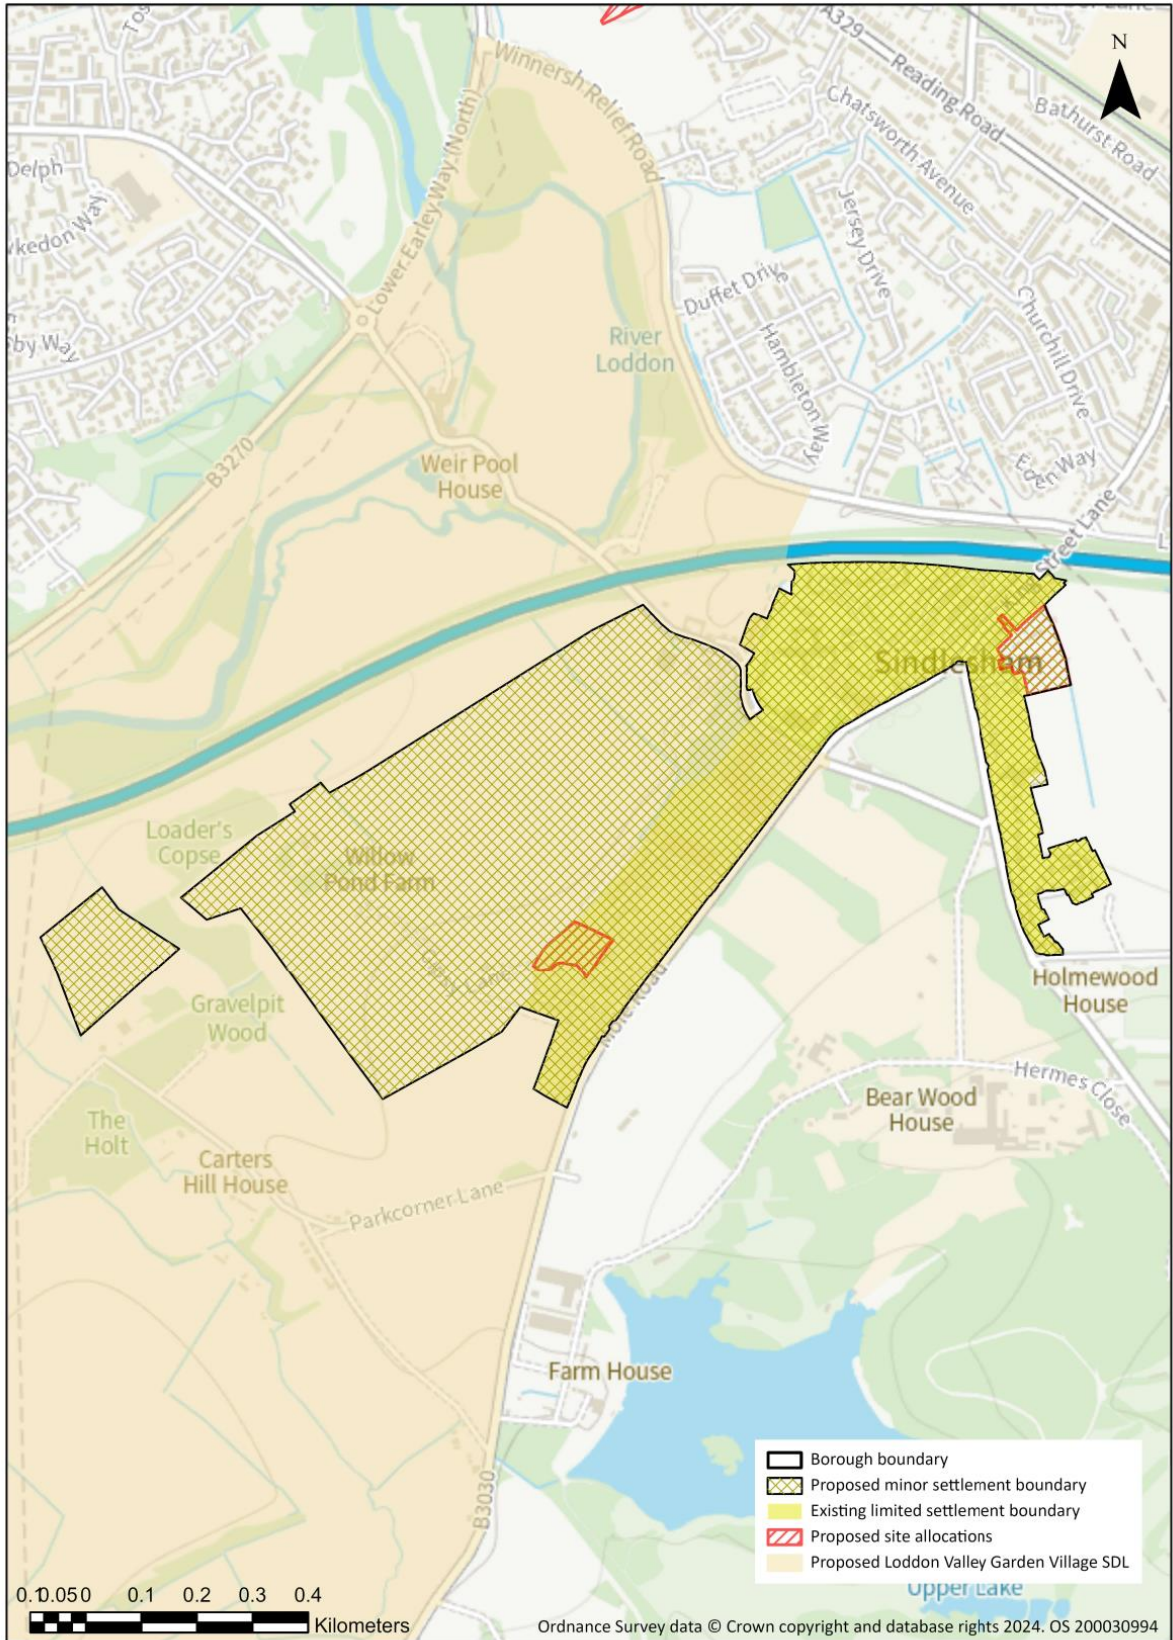 A329
Reading Road
Bathurst Road
N
Winnersh Relief Road
Chatsworth Avenue
Delph
Lower Earley Way (North)
Jersey Drive
Duffet Drive
by Way
River
Loddon
Hambleton Way
Churchill Drive
Eden Way
B3270
Weir Pool
House
Street Lane
Sindlesham
Loader's
Copse
Willow
Pond Farm
Gravelpit
Wood
Mole Road
Holmewood
House
The
Holt
Carters
Hill House
Parkcorner Lane
Bear Wood
House
Hermes Close
Farm House
B3030
Upper Lake
Borough boundary
Proposed minor settlement boundary
Existing limited settlement boundary
Proposed site allocations
Proposed Loddon Valley Garden Village SDL
0.1 0.05 0 0.1 0.2 0.3 0.4
Kilometers
Ordnance Survey data © Crown copyright and database rights 2024. OS 200030994